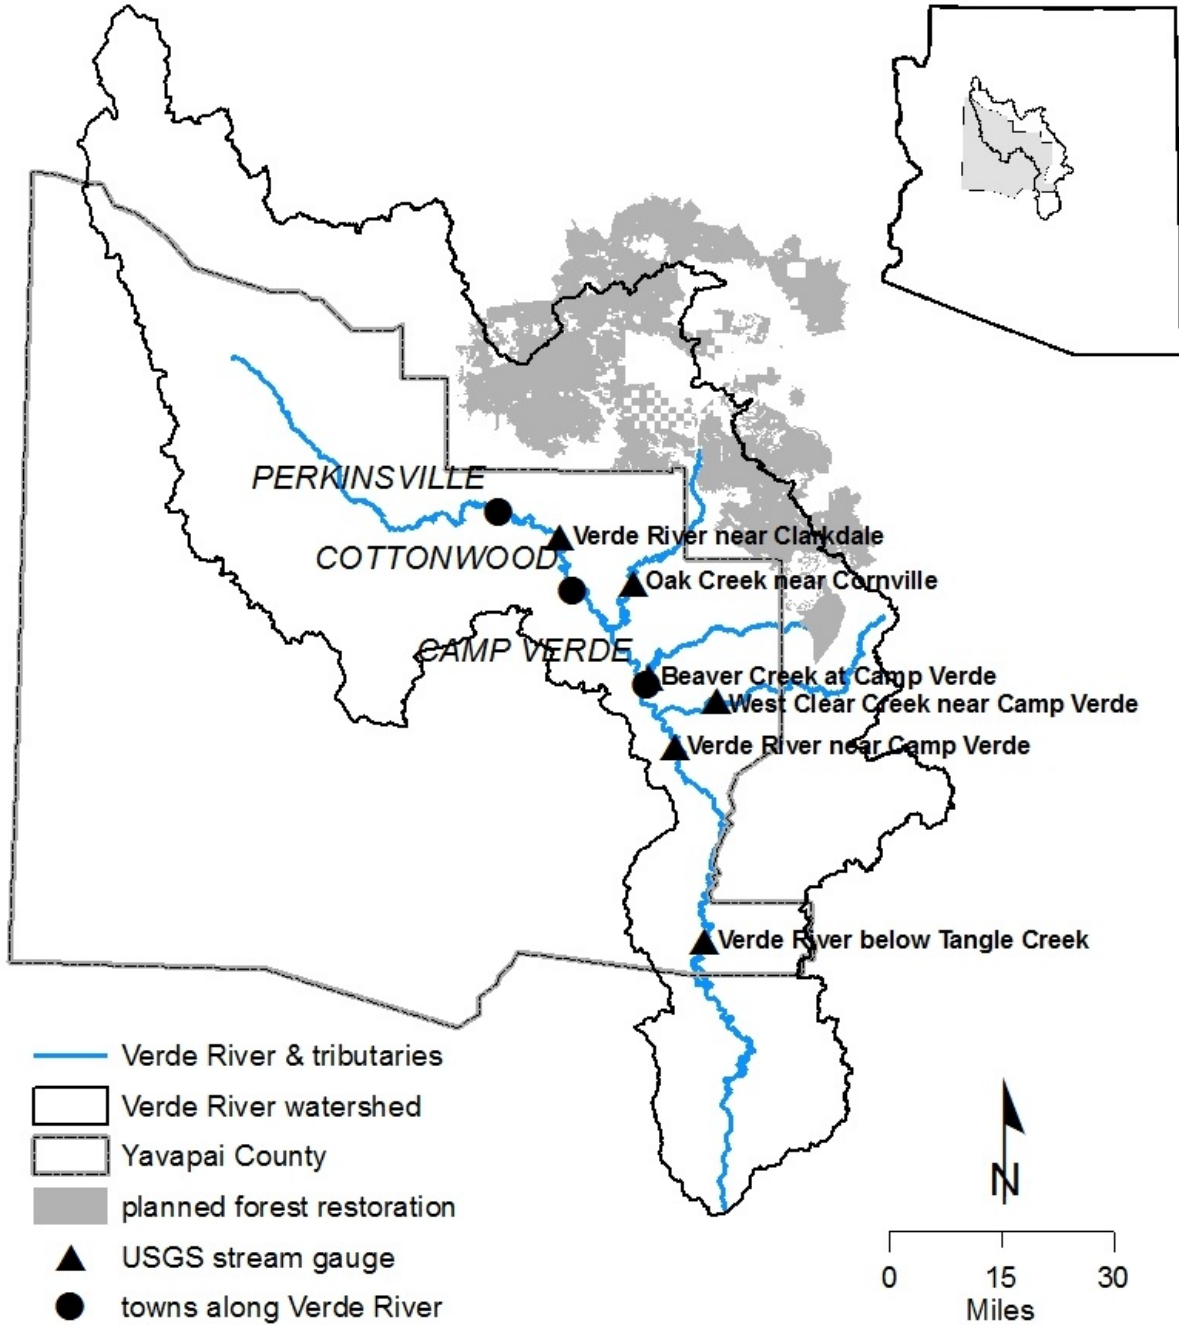 PERKINSVILLE
Verde River near Clarkdale
COTTONWOOD
Oak Creek near Cornville
CAMP VERDE
Beaver Creek at Camp Verde
West Clear Creek near Camp Verde
Verde River near Camp Verde
Verde River below Tangle Creek
Verde River & tributaries
Verde River watershed
Yavapai County
planned forest restoration
USGS stream gauge
towns along Verde River
N
0 15 30
Miles